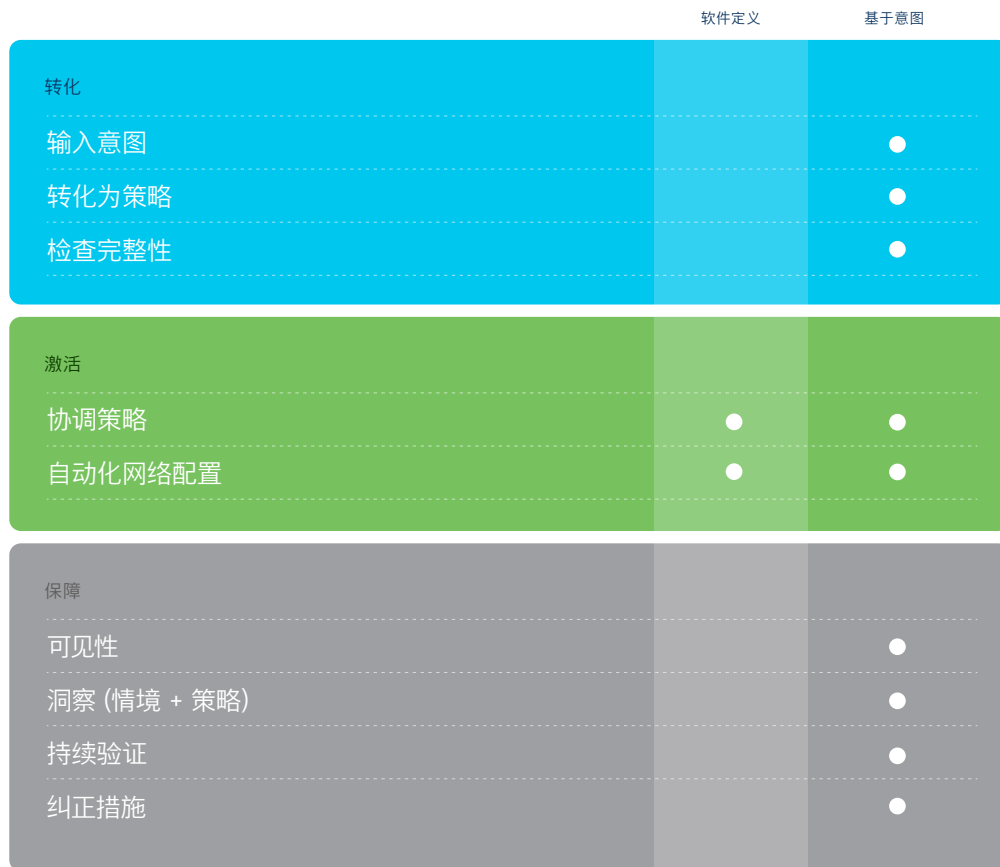 软件定义 基于意图
转化
输入意图
转化为策略
检查完整性
激活
协调策略
自动化网络配置
保障
可见性
洞察 (情境 + 策略)
持续验证
纠正措施